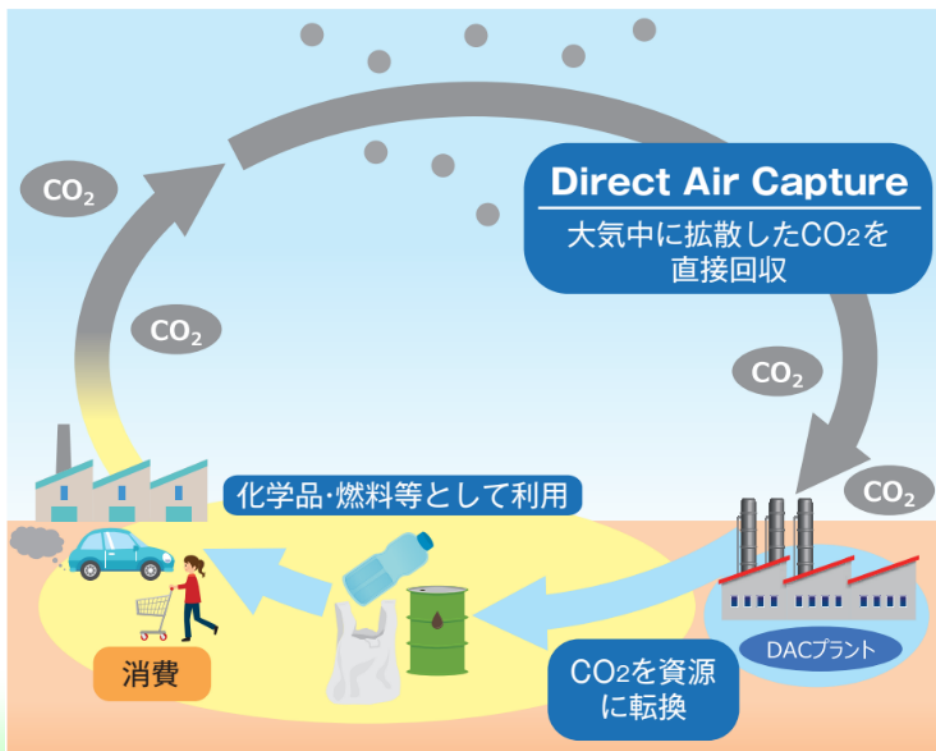 CO₂
CO₂
Direct Air Capture
大気中に拡散したCO₂を
直接回収
CO₂
CO₂
化学品・燃料等として利用
消費
CO₂を資源
に転換
DACプラント